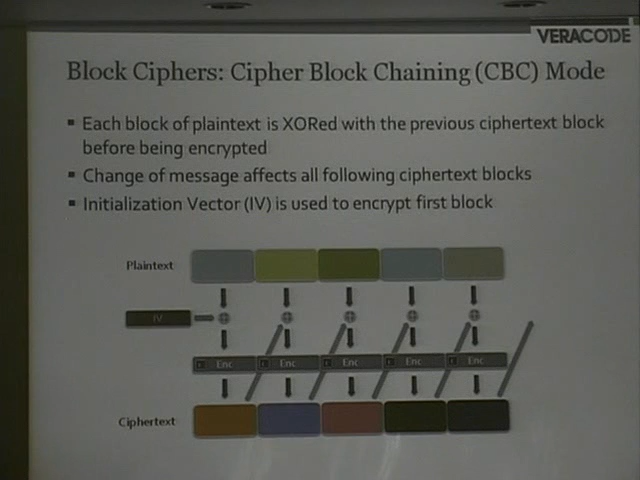 VERACODE
Block Ciphers: Cipher Block Chaining (CBC) Mode
Each block of plaintext is XORed with the previous ciphertext block
before being encrypted
Change of message affects all following ciphertext blocks
Initialization Vector (IV) is used to encrypt first block
Plaintext
IV
Enc Enc Enc Enc Enc
Ciphertext